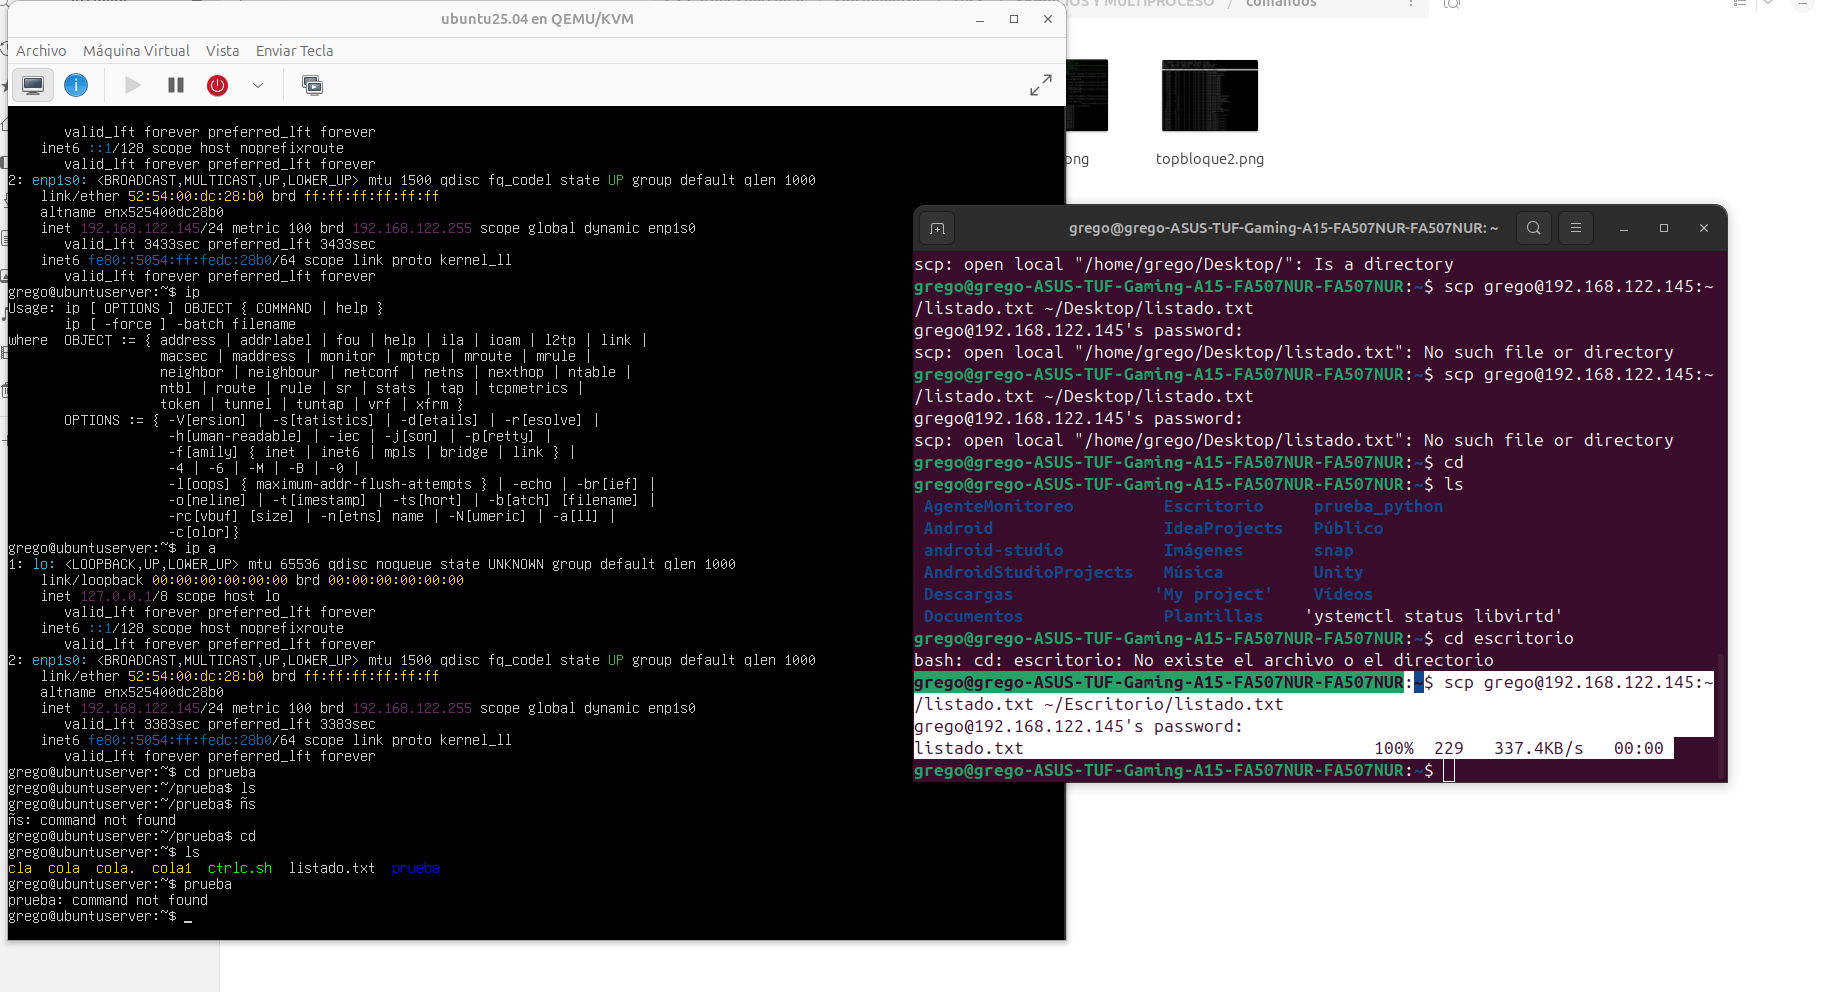 ubuntu25.04 en QEMU/KVM
Archivo Máquina Virtual Vista Enviar Tecla
valid_lft forever preferred_lft forever
inet6 ::1/128 scope host noprefixroute
valid_lft forever preferred_lft forever
2: enp1s0: <BROADCAST,MULTICAST,UP,LOWER_UP> mtu 1500 qdisc fq_codel state UP group default qlen 1000
link/ether 52:54:00:dc:28:b0 brd ff:ff:ff:ff:ff:ff
altname enx525400dc28b0
inet 192.168.122.145/24 metric 100 brd 192.168.122.255 scope global dynamic enp1s0
valid_lft 3433sec preferred_lft 3433sec
inet6 fe80::5054:ff:fedc:28b0/64 scope link proto kernel_ll
valid_lft forever preferred_lft forever
grego@ubuntuserver:~$ ip
Usage: ip [ OPTIONS ] OBJECT { COMMAND | help }
ip [ -force ] -batch filename
where OBJECT := { address | addrlabel | fou | help | ila | ioam | l2tp | link |
macsec | maddress | monitor | mptcp | mroute | mrule |
neighbor | neighbour | netconf | netns | nexthop | ntable |
ntbl | route | rule | sr | stats | tap | tcpmetrics |
token | tunnel | tuntap | vrf | xfrm }
OPTIONS := { -V[ersion] | -s[tatistics] | -d[etails] | -r[esolve] |
-h[uman-readable] | -iec | -j[son] | -p[retty] |
-f[amily] { inet | inet6 | mpls | bridge | link } |
-4 | -6 | -M | -B | -0 |
-l[oops] { maximum-addr-flush-attempts } | -echo | -br[ief] |
-o[neline] | -t[imestamp] | -ts[hort] | -b[atch] [filename] |
-rc[vbuf] [size] | -n[etns] name | -N[umeric] | -a[ll] |
-c[olor]}
grego@ubuntuserver:~$ ip a
1: lo: <LOOPBACK,UP,LOWER_UP> mtu 65536 qdisc noqueue state UNKNOWN group default qlen 1000
link/loopback 00:00:00:00:00:00 brd 00:00:00:00:00:00
inet 127.0.0.1/8 scope host lo
valid_lft forever preferred_lft forever
inet6 ::1/128 scope host noprefixroute
valid_lft forever preferred_lft forever
2: enp1s0: <BROADCAST,MULTICAST,UP,LOWER_UP> mtu 1500 qdisc fq_codel state UP group default qlen 1000
link/ether 52:54:00:dc:28:b0 brd ff:ff:ff:ff:ff:ff
altname enx525400dc28b0
inet 192.168.122.145/24 metric 100 brd 192.168.122.255 scope global dynamic enp1s0
valid_lft 3383sec preferred_lft 3383sec
inet6 fe80::5054:ff:fedc:28b0/64 scope link proto kernel_ll
valid_lft forever preferred_lft forever
grego@ubuntuserver:~$ cd prueba
grego@ubuntuserver:~/prueba$ ls
grego@ubuntuserver:~/prueba$ ñs
ñs: command not found
grego@ubuntuserver:~/prueba$ cd
grego@ubuntuserver:~$ ls
cla cola cola. cola1 ctrlc.sh listado.txt prueba
grego@ubuntuserver:~$ prueba
prueba: command not found
grego@ubuntuserver:~$ _
Y MULTIPROCESO / comandos
ong
topbloque2.png
grego@grego-ASUS-TUF-Gaming-A15-FA507NUR-FA507NUR: ~
scp: open local "/home/grego/Desktop/": Is a directory
grego@grego-ASUS-TUF-Gaming-A15-FA507NUR-FA507NUR:~$ scp grego@192.168.122.145:~
/listado.txt ~/Desktop/listado.txt
grego@192.168.122.145's password:
scp: open local "/home/grego/Desktop/listado.txt": No such file or directory
grego@grego-ASUS-TUF-Gaming-A15-FA507NUR-FA507NUR:~$ scp grego@192.168.122.145:~
/listado.txt ~/Desktop/listado.txt
grego@192.168.122.145's password:
scp: open local "/home/grego/Desktop/listado.txt": No such file or directory
grego@grego-ASUS-TUF-Gaming-A15-FA507NUR-FA507NUR:~$ cd
grego@grego-ASUS-TUF-Gaming-A15-FA507NUR-FA507NUR:~$ ls
AgenteMonitoreo Escritorio prueba_python
Android IdeaProjects Público
android-studio Imágenes snap
AndroidStudioProjects Música Unity
Descargas 'My project' Vídeos
Documentos Plantillas 'ystemctl status libvirtd'
grego@grego-ASUS-TUF-Gaming-A15-FA507NUR-FA507NUR:~$ cd escritorio
bash: cd: escritorio: No existe el archivo o el directorio
grego@grego-ASUS-TUF-Gaming-A15-FA507NUR-FA507NUR:~$ scp grego@192.168.122.145:~
/listado.txt ~/Escritorio/listado.txt
grego@192.168.122.145's password:
listado.txt 100% 229 337.4KB/s 00:00
grego@grego-ASUS-TUF-Gaming-A15-FA507NUR-FA507NUR:~$